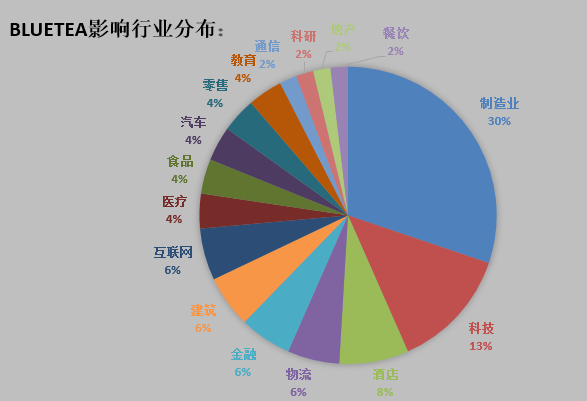 BLUETEA影响行业分布：
制造业
30%
科技
13%
酒店
8%
物流
6%
金融
6%
建筑
6%
互联网
6%
医疗
4%
食品
4%
汽车
4%
零售
4%
教育
4%
通信
2%
科研
2%
地产
2%
餐饮
2%